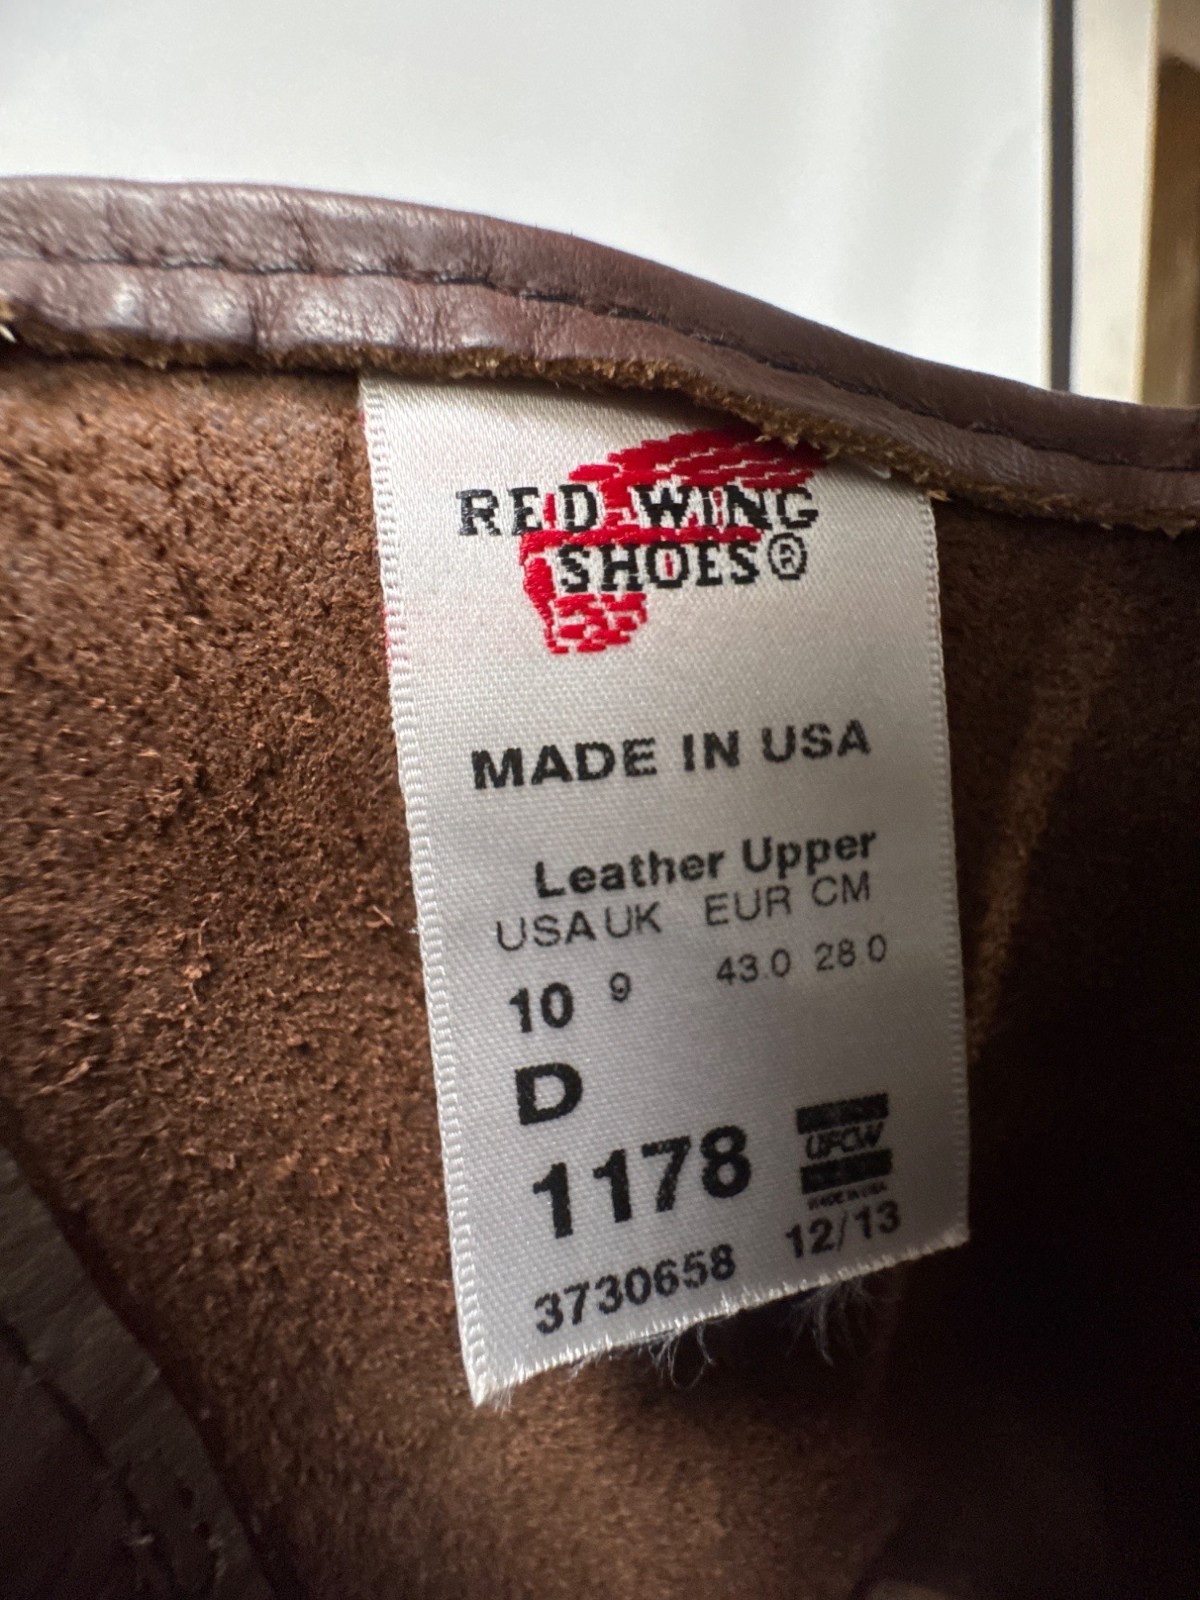 RED WING
SHOES®
MADE IN USA
Leather Upper
USA UK EUR CM
10 9 43.0 28.0
D
1178
UFCW
MADE IN USA
3730658 12/13